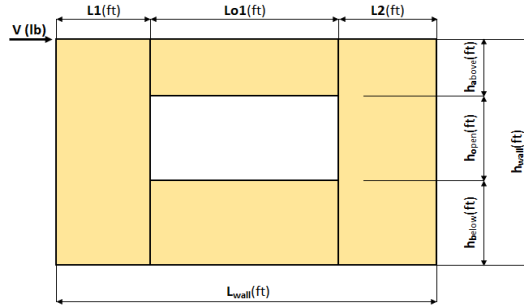 L1(ft) Lo1(ft) L2(ft)
V (lb)
habove(ft)
hopen(ft)
hwall(ft)
hbelow(ft)
Lwall(ft)